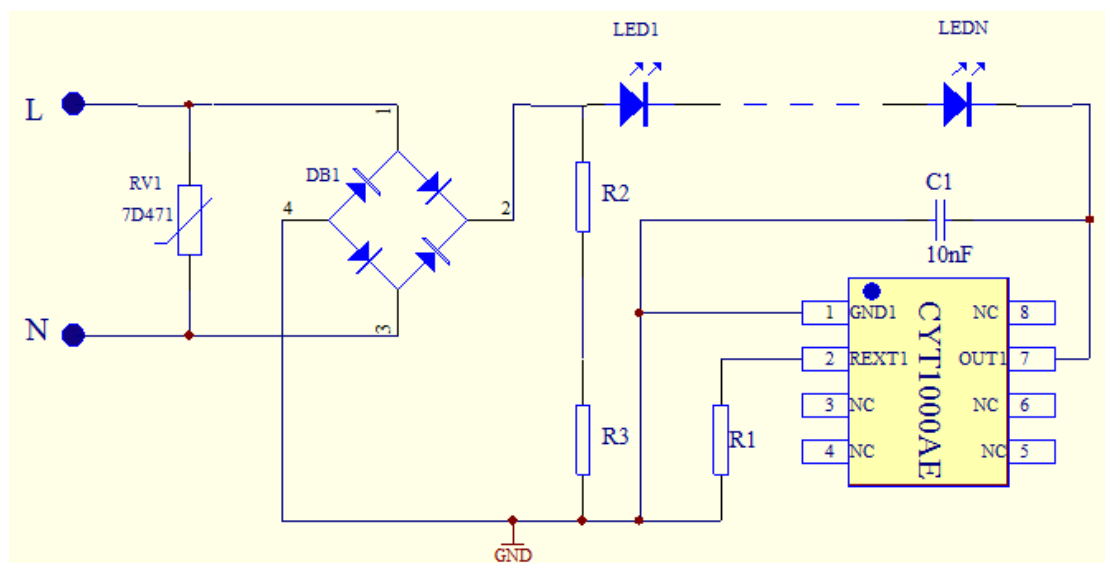 LED1
LEDN
L
RV1
7D471
N
DB1
1
2
3
4
R2
R3
C1
10nF
R1
1 GND1
2 REXT1
3 NC
4 NC
NC 8
OUT1 7
NC 6
NC 5
CYT1000AE
GND